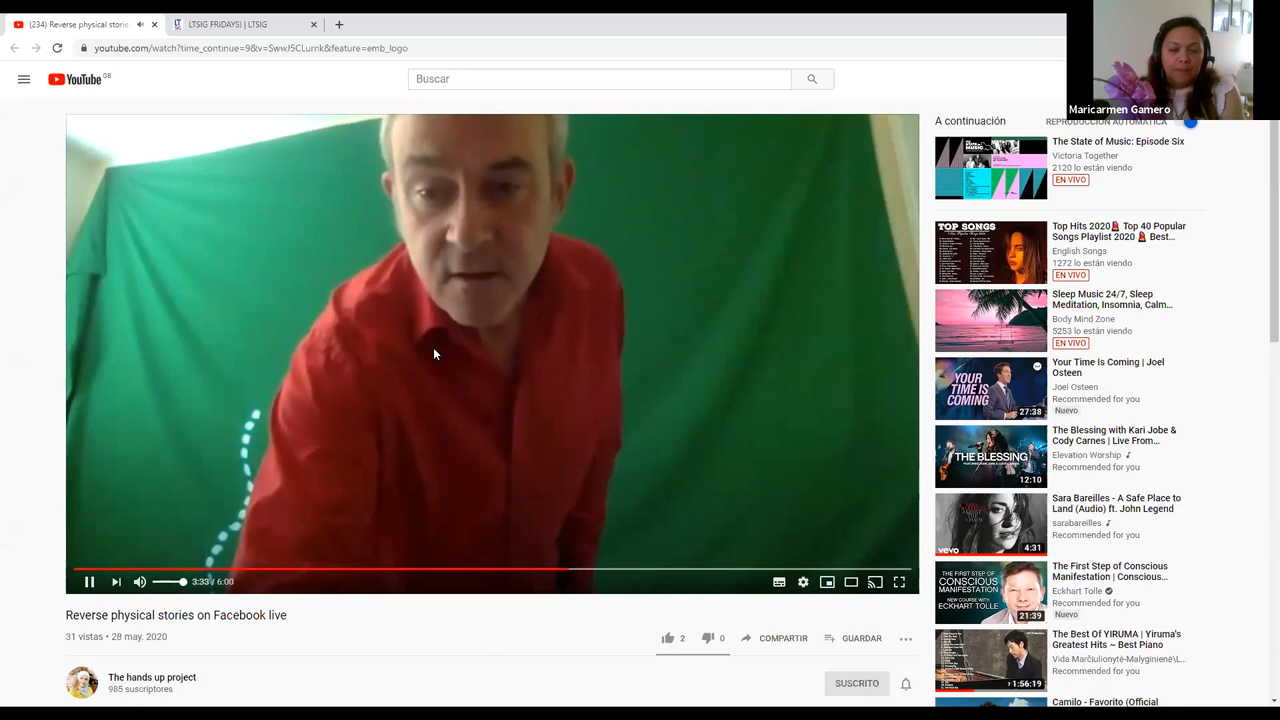 (234) Reverse physical storie
LTSIG FRIDAYS! | LTSIG
youtube.com/watch?time_continue=9&v=SwwJ5CLurnk&feature=emb_logo
YouTube GB
Buscar
Maricarmen Gamero
A continuación
REPRODUCCIÓN AUTOMÁTICA
The State of Music: Episode Six
Victoria Together
2120 lo están viendo
EN VIVO
TOP SONGS
Top Hits 2020🚨 Top 40 Popular
Songs Playlist 2020 🚨 Best...
English Songs
1272 lo están viendo
EN VIVO
Sleep Music 24/7, Sleep
Meditation, Insomnia, Calm...
Body Mind Zone
5253 lo están viendo
EN VIVO
YOUR
TIME IS
COMING
27:38
Your Time Is Coming | Joel
Osteen
Joel Osteen
Recommended for you
Nuevo
THE BLESSING
12:10
The Blessing with Kari Jobe &
Cody Carnes | Live From...
Elevation Worship
Recommended for you
vevo
4:31
Sara Bareilles - A Safe Place to
Land (Audio) ft. John Legend
sarabareilles
Recommended for you
THE FIRST STEP OF
CONSCIOUS
MANIFESTATION
NEW COURSE WITH
ECKHART TOLLE
21:39
The First Step of Conscious
Manifestation | Conscious...
Eckhart Tolle
Recommended for you
Nuevo
1:56:19
The Best Of YIRUMA | Yiruma's
Greatest Hits ~ Best Piano
Vida Marčiulionytė-Malyginienė\L...
Recommended for you
Camilo - Favorito (Official
3:33 / 6:00
Reverse physical stories on Facebook live
31 vistas • 28 may. 2020
2
0
COMPARTIR
GUARDAR
The hands up project
985 suscriptores
SUSCRITO